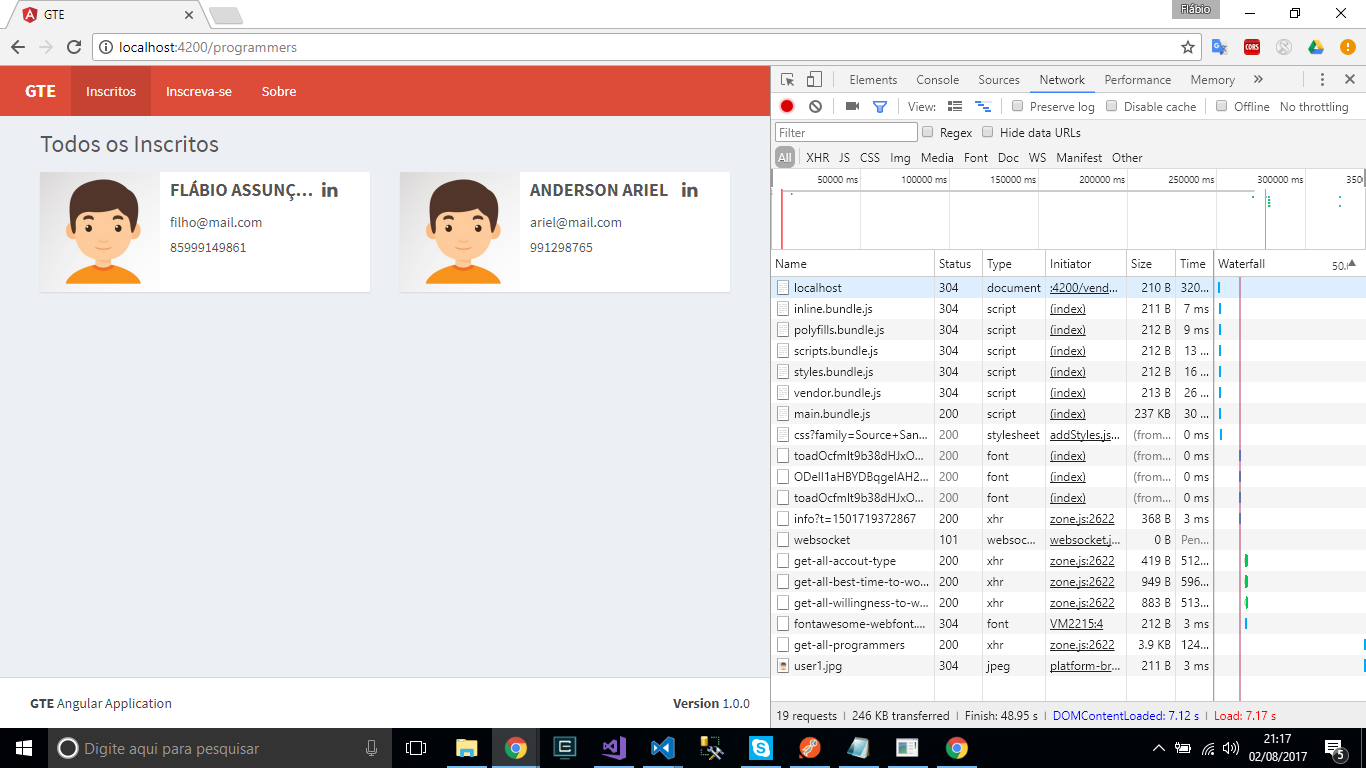 GTE
Flábio
localhost:4200/programmers
CORS
GTE Inscritos Inscreva-se Sobre
Todos os Inscritos
FLÁBIO ASSUNÇ... in
filho@mail.com
85999149861
ANDERSON ARIEL in
ariel@mail.com
991298765
GTE Angular Application
Version 1.0.0
Elements Console Sources Network Performance Memory »
View: Preserve log Disable cache Offline No throttling
Filter Regex Hide data URLs
All XHR JS CSS Img Media Font Doc WS Manifest Other
50000 ms 100000 ms 150000 ms 200000 ms 250000 ms 300000 ms 350
Name Status Type Initiator Size Time Waterfall
localhost 304 document :4200/vend... 210 B 320...
inline.bundle.js 304 script (index) 211 B 7 ms
polyfills.bundle.js 304 script (index) 212 B 9 ms
scripts.bundle.js 304 script (index) 212 B 13 ...
styles.bundle.js 304 script (index) 212 B 16 ...
vendor.bundle.js 304 script (index) 213 B 26 ...
main.bundle.js 200 script (index) 237 KB 30 ...
css?family=Source+San... 200 stylesheet addStyles.js... (from... 0 ms
toadOcfmlt9b38dHJxO... 200 font (index) (from... 0 ms
ODelI1aHBYDBqgeIAH2... 200 font (index) (from... 0 ms
toadOcfmlt9b38dHJxO... 200 font (index) (from... 0 ms
info?t=1501719372867 200 xhr zone.js:2622 368 B 3 ms
websocket 101 websoc... websocket.j... 0 B Pen...
get-all-accout-type 200 xhr zone.js:2622 419 B 512...
get-all-best-time-to-wo... 200 xhr zone.js:2622 949 B 596...
get-all-willingness-to-w... 200 xhr zone.js:2622 883 B 513...
fontawesome-webfont.... 304 font VM2215:4 212 B 3 ms
get-all-programmers 200 xhr zone.js:2622 3.9 KB 124...
user1.jpg 304 jpeg platform-br... 211 B 3 ms
19 requests | 246 KB transferred | Finish: 48.95 s | DOMContentLoaded: 7.12 s | Load: 7.17 s
Digite aqui para pesquisar
21:17
02/08/2017
5